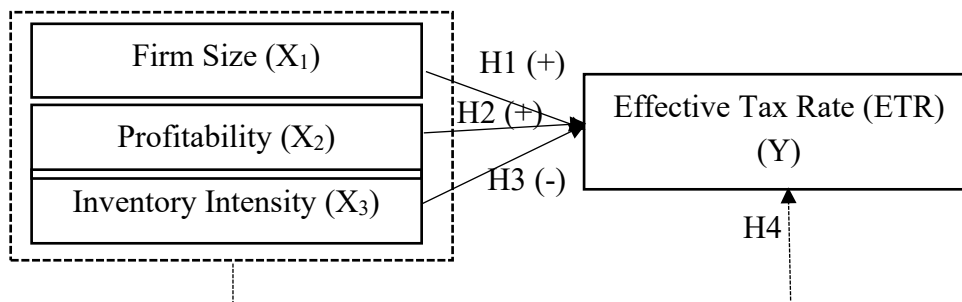 Firm Size (X₁)
H1 (+)
Effective Tax Rate (ETR)
(Y)
Profitability (X₂)
H2 (+)
Inventory Intensity (X₃)
H3 (-)
H4